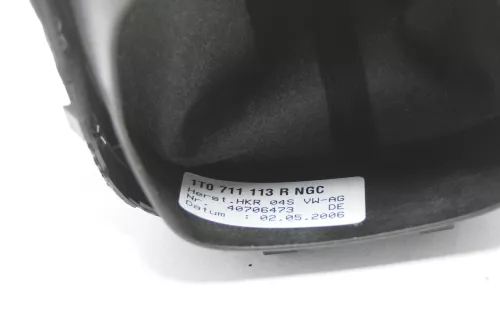 1T0 711 113 R NGC
Herst.HKR 04S VW-AG
Nr. 40706473 DE
Datum : 02.05.2006